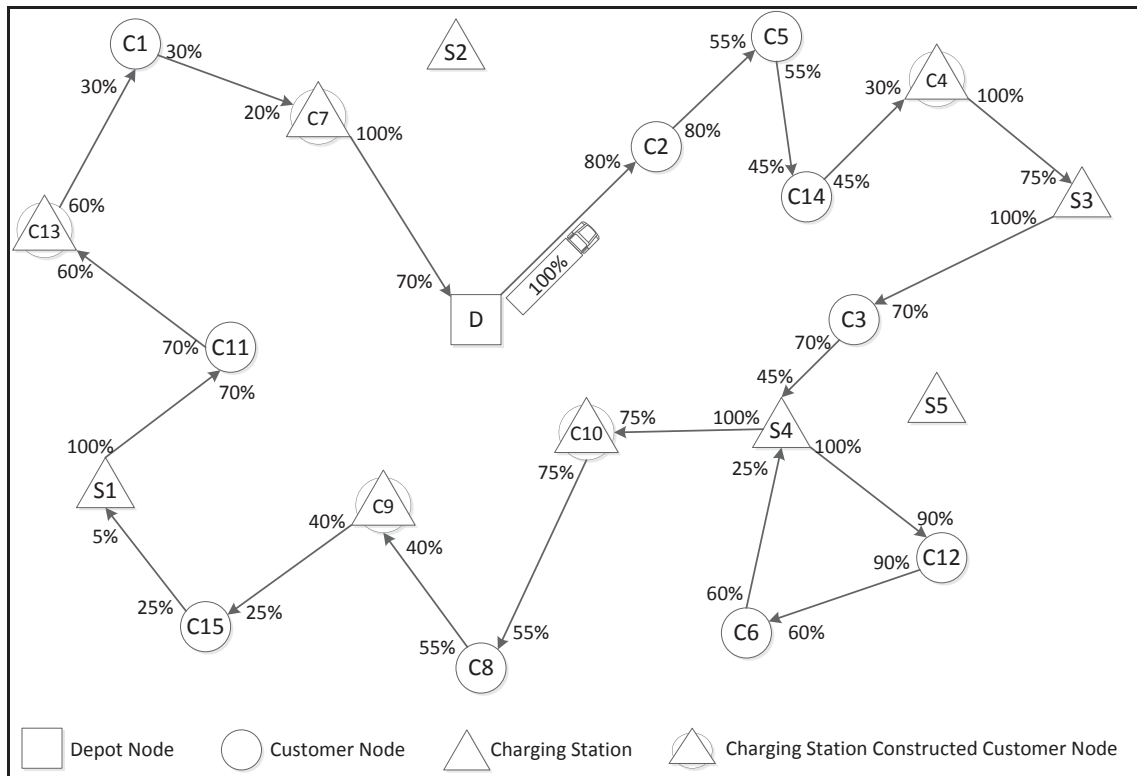 C1
30%
30%
S2
C5
55%
55%
C4
30%
100%
C7
20%
100%
C2
80%
80%
C14
45%
45%
S3
75%
100%
C13
60%
60%
70%
D
100%
C3
70%
70%
C11
70%
70%
45%
S5
S4
100%
100%
25%
C10
75%
75%
100%
S1
5%
C9
40%
40%
90%
C12
90%
C15
25%
25%
C8
55%
55%
C6
60%
60%
Depot Node
Customer Node
Charging Station
Charging Station Constructed Customer Node